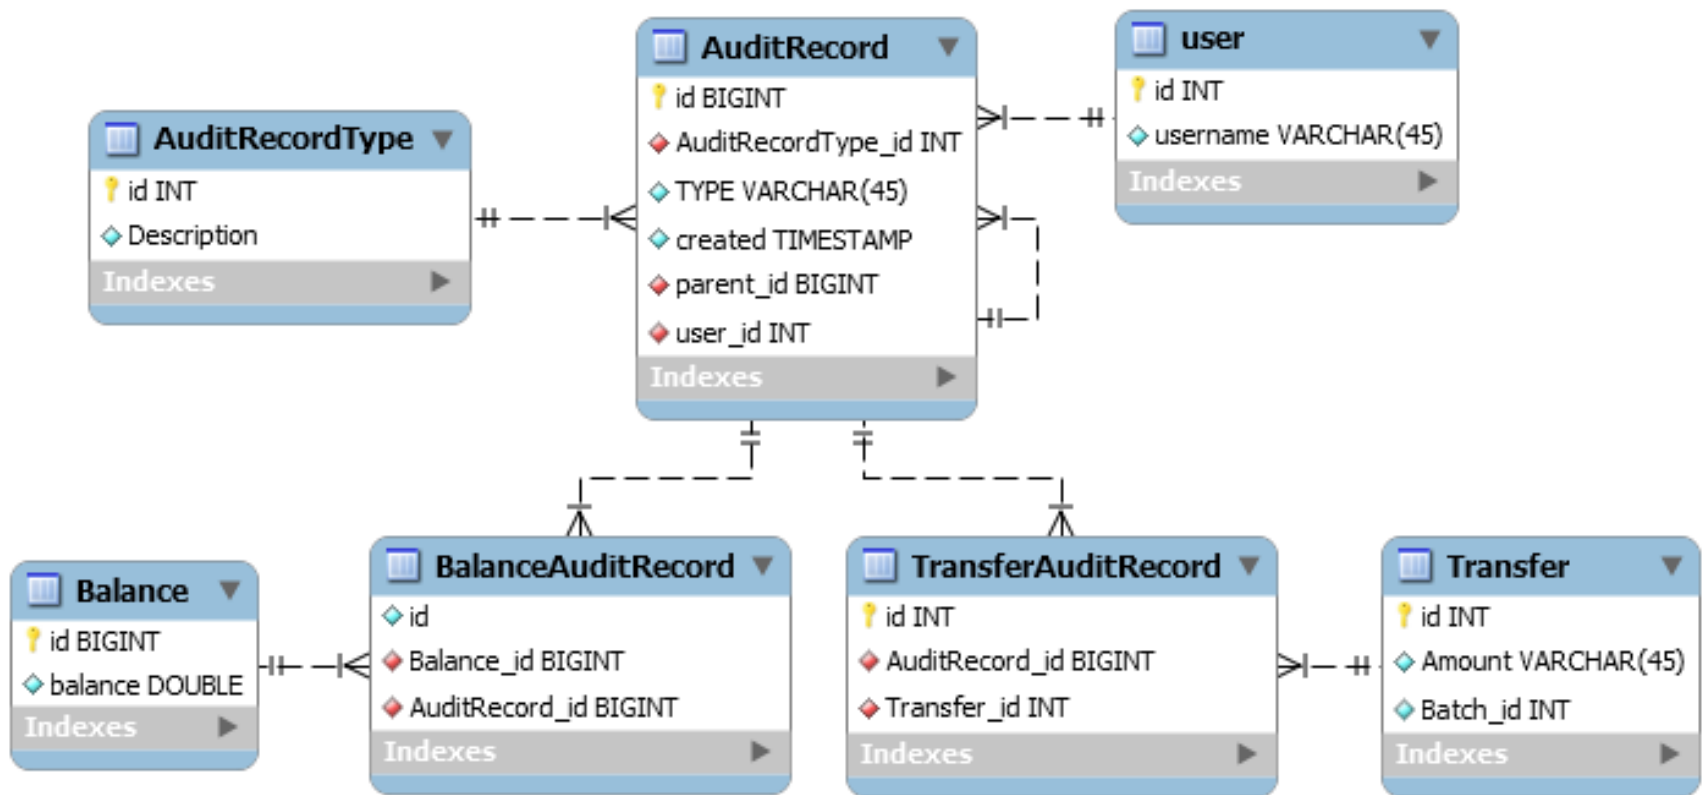 AuditRecord
id BIGINT
AuditRecordType_id INT
TYPE VARCHAR(45)
created TIMESTAMP
parent_id BIGINT
user_id INT
Indexes
user
id INT
username VARCHAR(45)
Indexes
AuditRecordType
id INT
Description
Indexes
Balance
id BIGINT
balance DOUBLE
Indexes
BalanceAuditRecord
id
Balance_id BIGINT
AuditRecord_id BIGINT
Indexes
TransferAuditRecord
id INT
AuditRecord_id BIGINT
Transfer_id INT
Indexes
Transfer
id INT
Amount VARCHAR(45)
Batch_id INT
Indexes